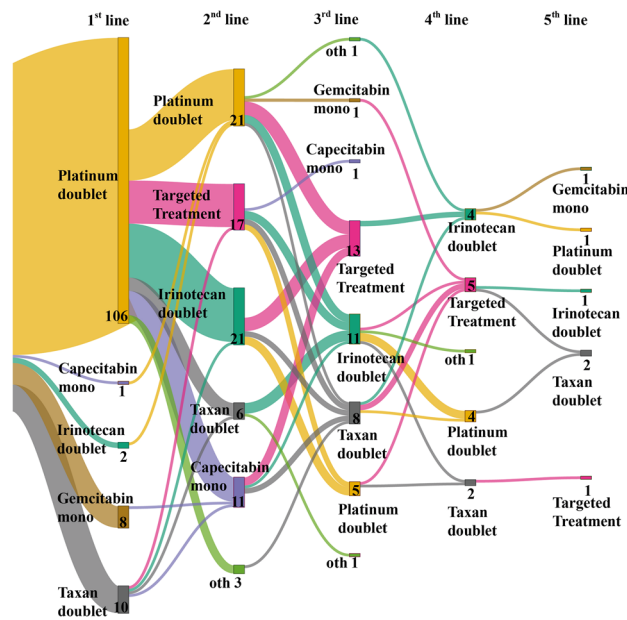 1st line
2nd line
3rd line
4th line
5th line
Platinum
doublet
106
Capecitabin
mono
1
Irinotecan
doublet
2
Gemcitabin
mono
8
Taxan
doublet
10
Platinum
doublet
21
Targeted
Treatment
17
Irinotecan
doublet
21
Taxan
doublet
6
Capecitabin
mono
11
oth 3
oth 1
Gemcitabin
mono
1
Capecitabin
mono
1
13
Targeted
Treatment
11
Irinotecan
doublet
8
Taxan
doublet
5
Platinum
doublet
oth 1
4
Irinotecan
doublet
5
Targeted
Treatment
oth 1
4
Platinum
doublet
2
Taxan
doublet
1
Gemcitabin
mono
1
Platinum
doublet
1
Irinotecan
doublet
2
Taxan
doublet
1
Targeted
Treatment